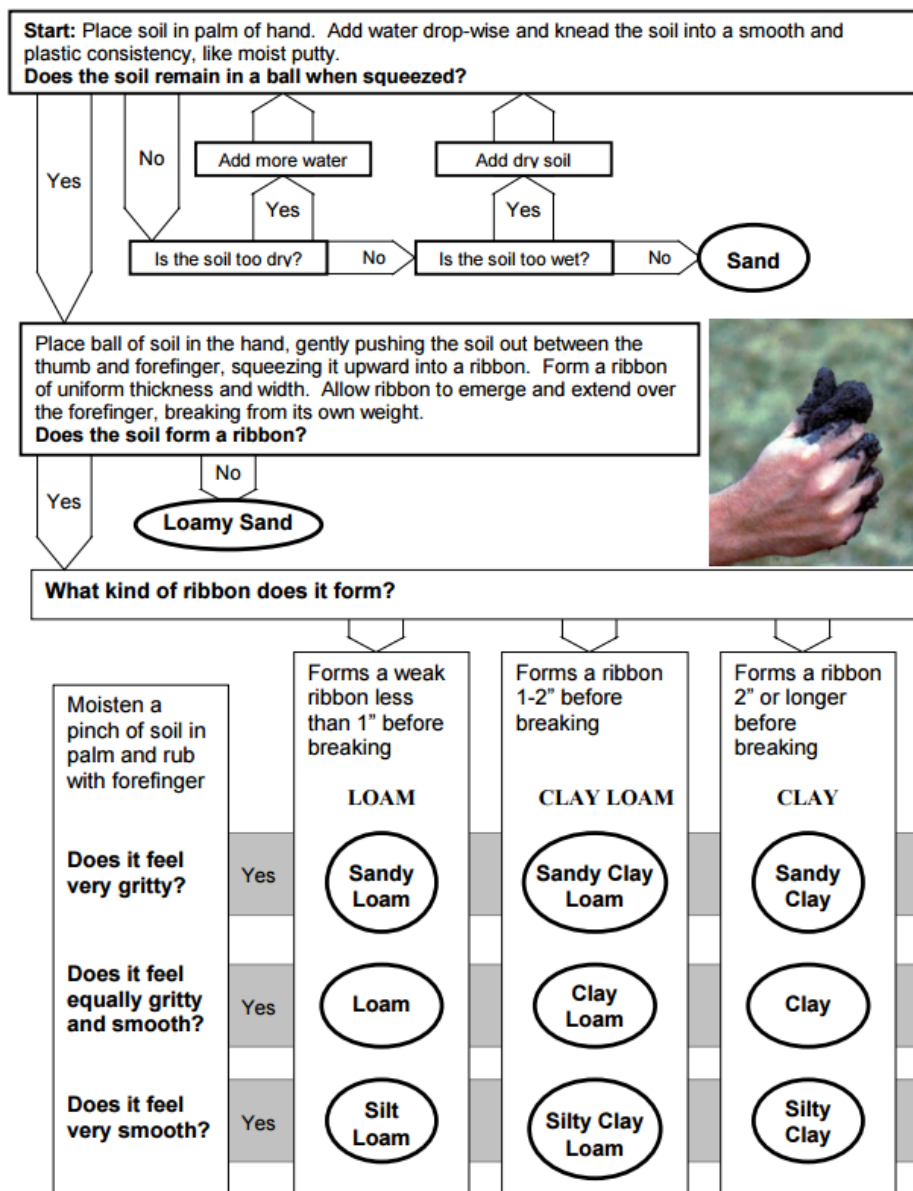 Start: Place soil in palm of hand. Add water drop-wise and knead the soil into a smooth and
plastic consistency, like moist putty.
Does the soil remain in a ball when squeezed?
Yes
No
Add more water
Add dry soil
Yes
Yes
Is the soil too dry?
No
Is the soil too wet?
No
Sand
Place ball of soil in the hand, gently pushing the soil out between the
thumb and forefinger, squeezing it upward into a ribbon. Form a ribbon
of uniform thickness and width. Allow ribbon to emerge and extend over
the forefinger, breaking from its own weight.
Does the soil form a ribbon?
Yes
No
Loamy Sand
What kind of ribbon does it form?
Moisten a
pinch of soil in
palm and rub
with forefinger
Forms a weak
ribbon less
than 1” before
breaking
LOAM
Forms a ribbon
1-2” before
breaking
CLAY LOAM
Forms a ribbon
2” or longer
before
breaking
CLAY
Does it feel
very gritty?
Yes
Sandy
Loam
Sandy Clay
Loam
Sandy
Clay
Does it feel
equally gritty
and smooth?
Yes
Loam
Clay
Loam
Clay
Does it feel
very smooth?
Yes
Silt
Loam
Silty Clay
Loam
Silty
Clay